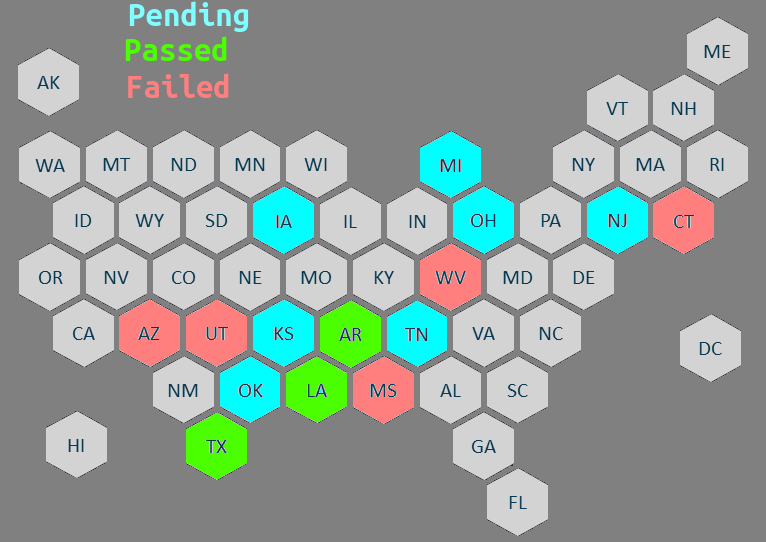 Pending
Passed
Failed
ME
AK
VT NH
WA MT ND MN WI MI NY MA RI
ID WY SD IA IL IN OH PA NJ CT
OR NV CO NE MO KY WV MD DE
CA AZ UT KS AR TN VA NC
DC
NM OK LA MS AL SC
HI TX GA
FL